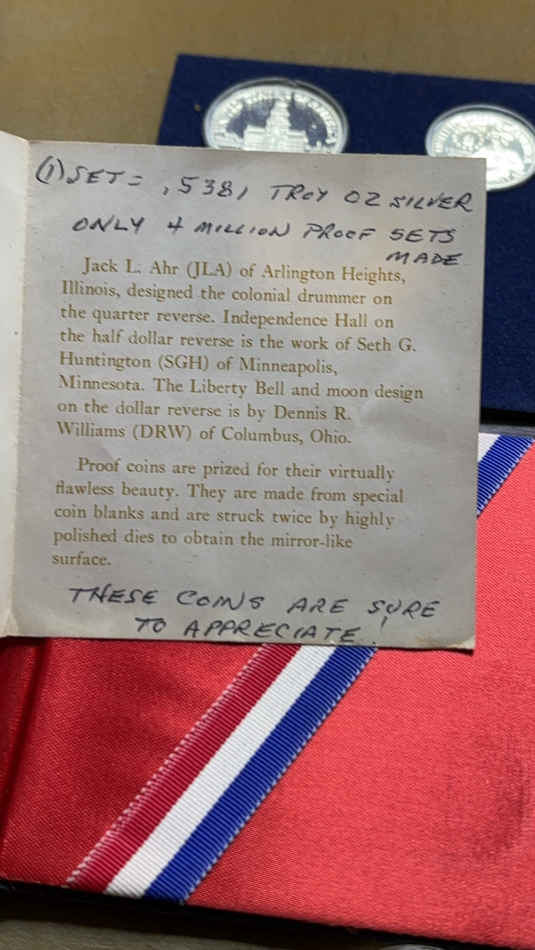 (1) SET = .5381 TROY OZ SILVER
ONLY 4 MILLION PROOF SETS
MADE
Jack L. Ahr (JLA) of Arlington Heights,
Illinois, designed the colonial drummer on
the quarter reverse. Independence Hall on
the half dollar reverse is the work of Seth G.
Huntington (SGH) of Minneapolis,
Minnesota. The Liberty Bell and moon design
on the dollar reverse is by Dennis R.
Williams (DRW) of Columbus, Ohio.
Proof coins are prized for their virtually
flawless beauty. They are made from special
coin blanks and are struck twice by highly
polished dies to obtain the mirror-like
surface.
THESE COINS ARE SURE
TO APPRECIATE!